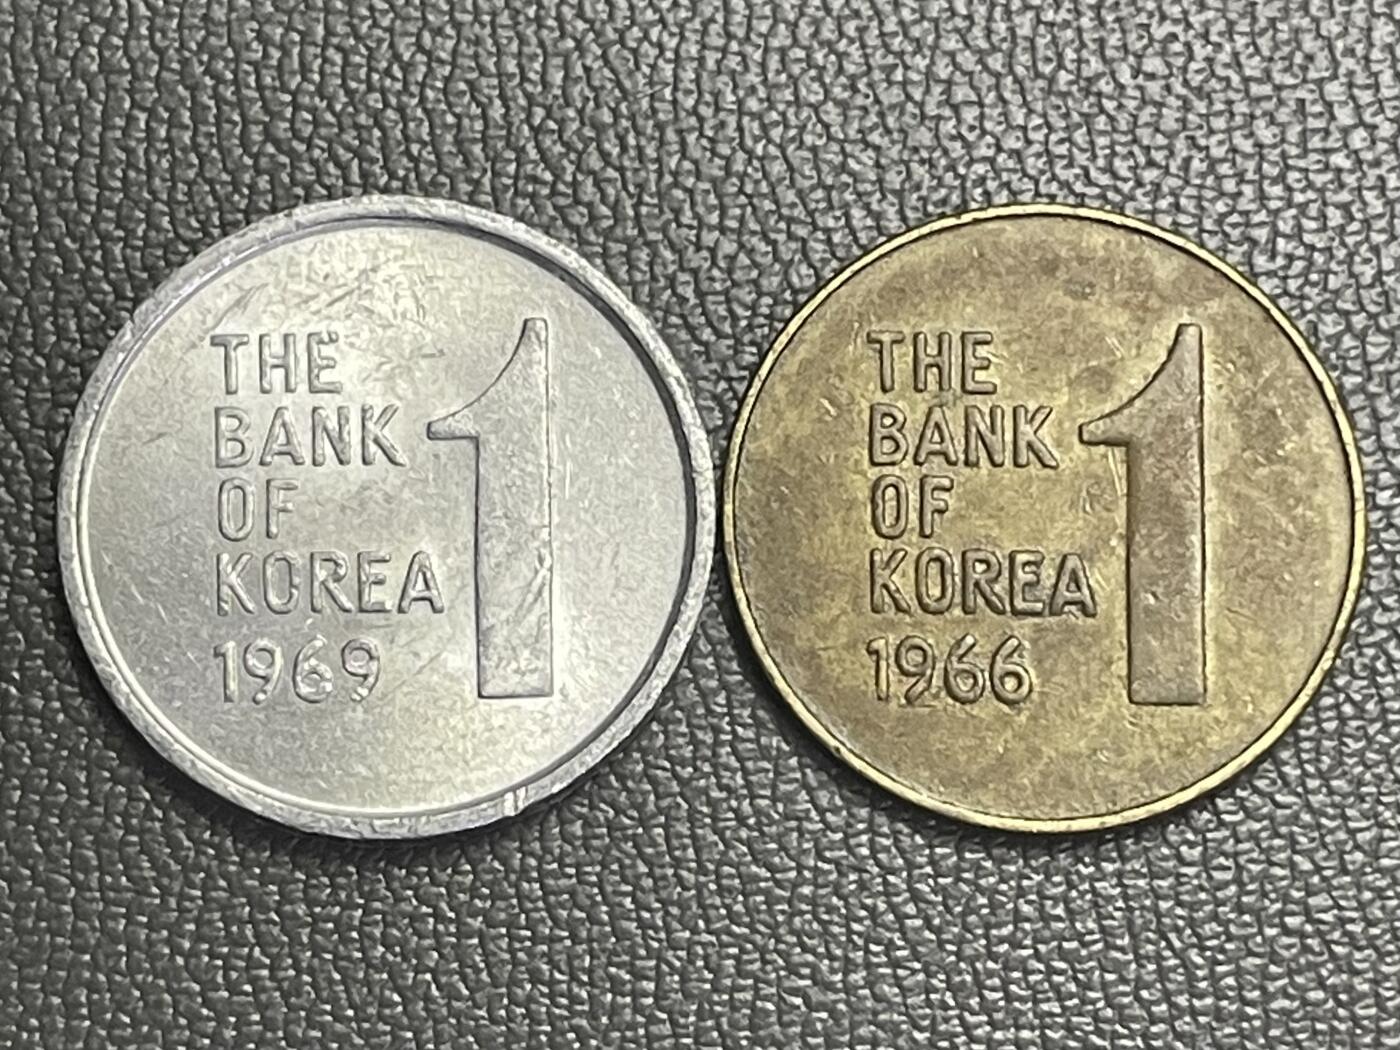 THE
BANK
OF
KOREA
1969
1
THE
BANK
OF
KOREA
1966
1